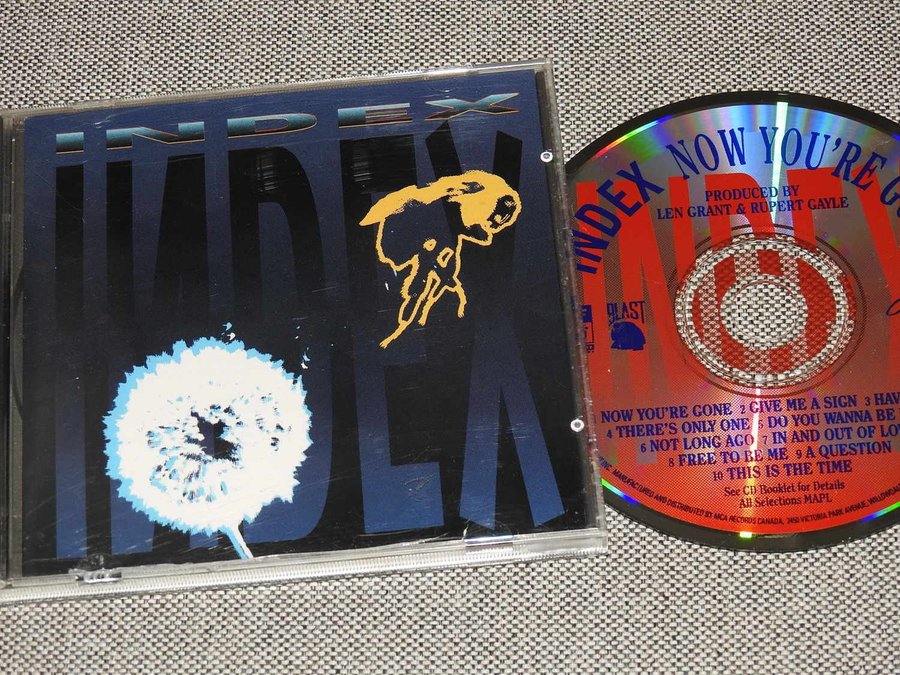 INDEX
INDEX
INDEX
INDEX NOW YOU'RE
PRODUCED BY
LEN GRANT & RUPERT GAYLE
INDEX
BLAST
NOW YOU'RE GONE 2 GIVE ME A SIGN 3
4 THERE'S ONLY ONE 5 DO YOU WANNA BE
6 NOT LONG AGO 7 IN AND OUT OF
8 FREE TO BE ME 9 A QUESTION
10 THIS IS THE TIME
See CD Booklet for Details
All Selections MAPL
MANUFACTURED AND DISTRIBUTED BY MCA RECORDS CANADA, 2450 VICTORIA PARK AVENUE,